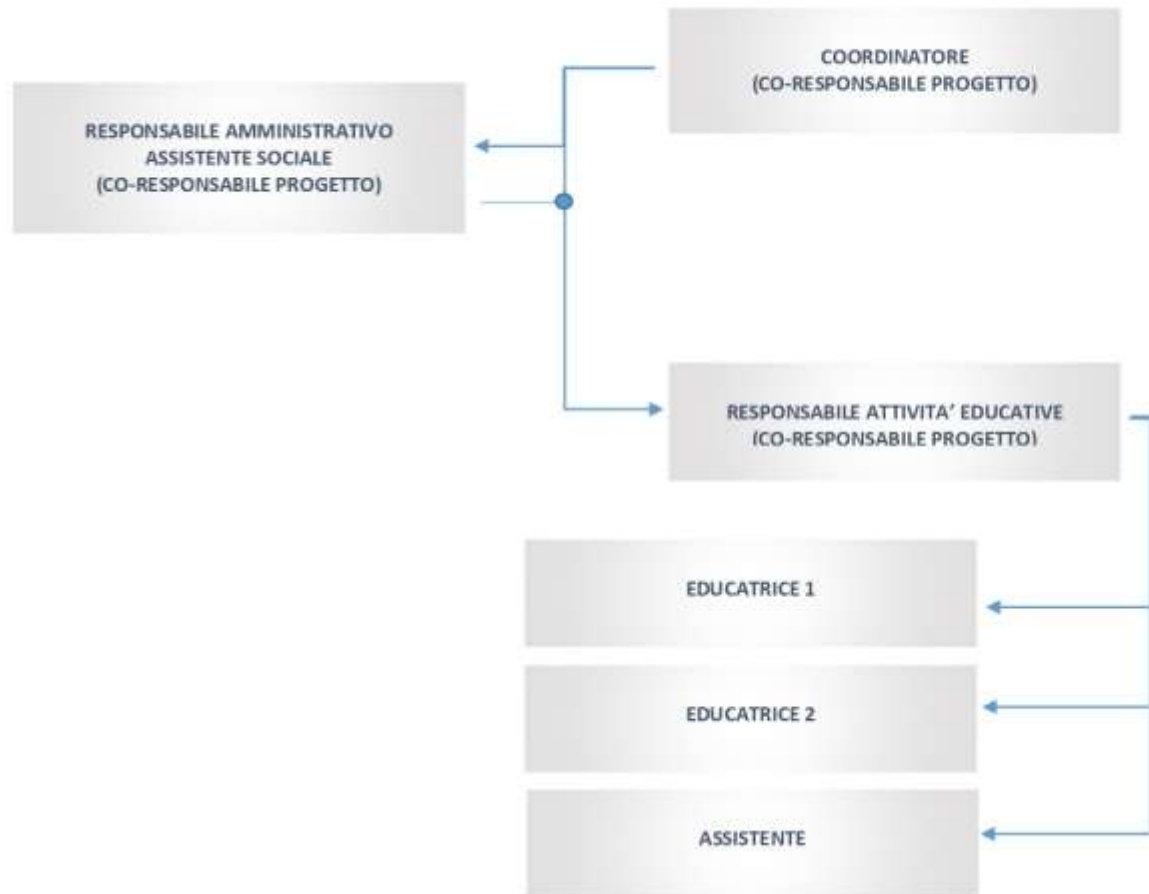 COORDINATORE
(CO-RESPONSABILE PROGETTO)
RESPONSABILE AMMINISTRATIVO
ASSISTENTE SOCIALE
(CO-RESPONSABILE PROGETTO)
RESPONSABILE ATTIVITA’ EDUCATIVE
(CO-RESPONSABILE PROGETTO)
EDUCATRICE 1
EDUCATRICE 2
ASSISTENTE